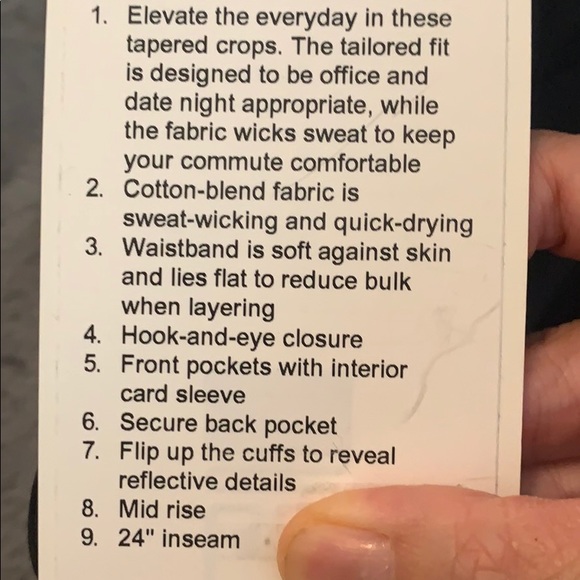 1. Elevate the everyday in these
tapered crops. The tailored fit
is designed to be office and
date night appropriate, while
the fabric wicks sweat to keep
your commute comfortable
2. Cotton-blend fabric is
sweat-wicking and quick-drying
3. Waistband is soft against skin
and lies flat to reduce bulk
when layering
4. Hook-and-eye closure
5. Front pockets with interior
card sleeve
6. Secure back pocket
7. Flip up the cuffs to reveal
reflective details
8. Mid rise
9. 24" inseam